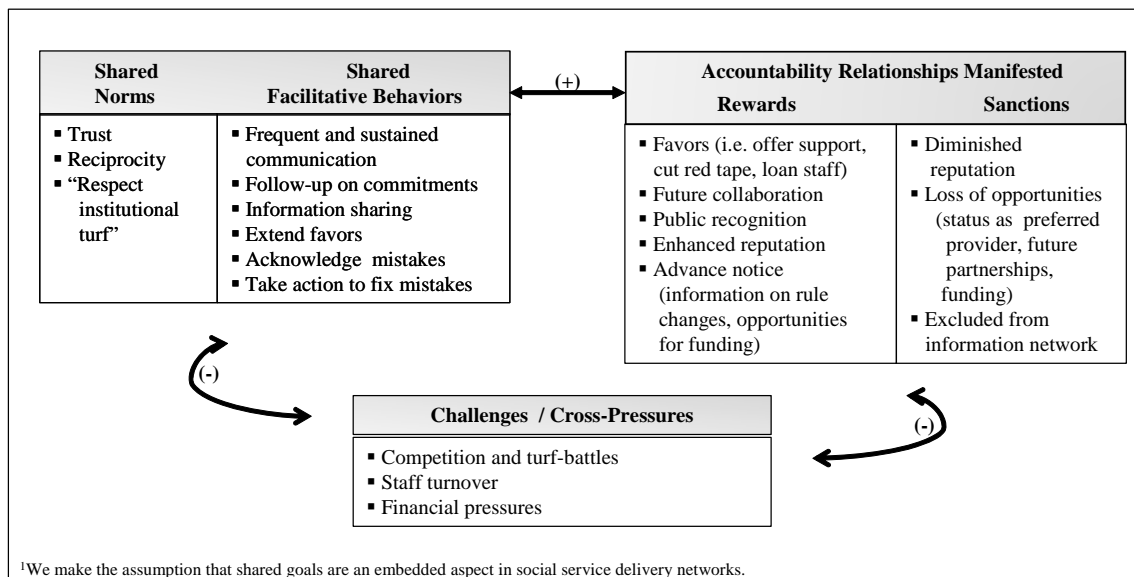 Shared
Norms
Shared
Facilitative Behaviors
▪ Trust
▪ Reciprocity
▪ “Respect
institutional
turf”
▪ Frequent and sustained
communication
▪ Follow-up on commitments
▪ Information sharing
▪ Extend favors
▪ Acknowledge mistakes
▪ Take action to fix mistakes
(+)
Accountability Relationships Manifested
Rewards
Sanctions
▪ Favors (i.e. offer support,
cut red tape, loan staff)
▪ Future collaboration
▪ Public recognition
▪ Enhanced reputation
▪ Advance notice
(information on rule
changes, opportunities
for funding)
▪ Diminished
reputation
▪ Loss of opportunities
(status as preferred
provider, future
partnerships,
funding)
▪ Excluded from
information network
(-)
(-)
Challenges / Cross-Pressures
▪ Competition and turf-battles
▪ Staff turnover
▪ Financial pressures
¹We make the assumption that shared goals are an embedded aspect in social service delivery networks.